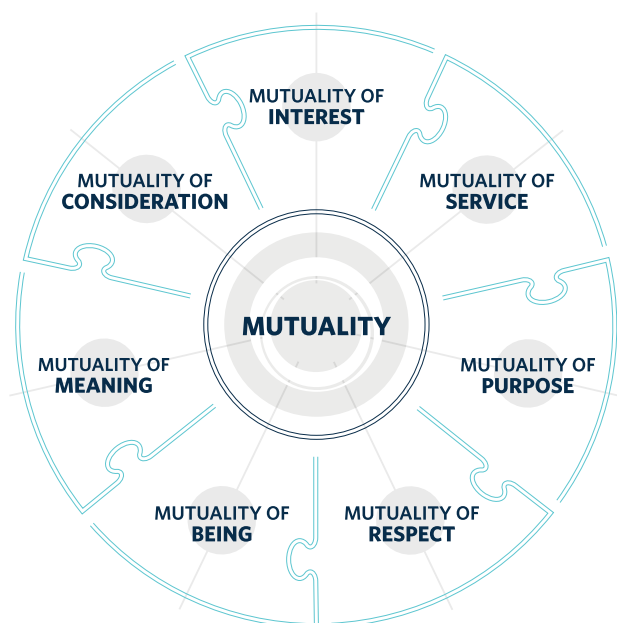 MUTUALITY OF
INTEREST
MUTUALITY OF
CONSIDERATION
MUTUALITY OF
SERVICE
MUTUALITY
MUTUALITY OF
MEANING
MUTUALITY OF
PURPOSE
MUTUALITY OF
BEING
MUTUALITY OF
RESPECT